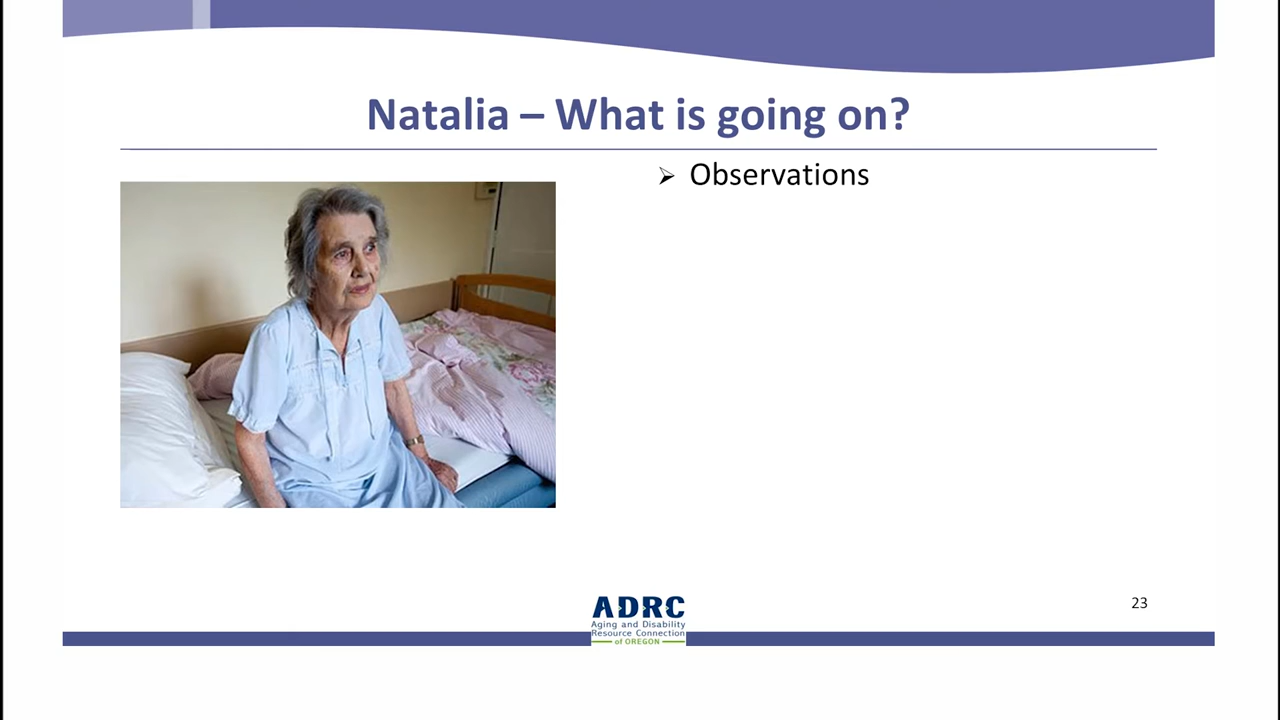 Natalia – What is going on?
➢ Observations
23
ADRC
Aging and Disability
Resource Connection
of OREGON